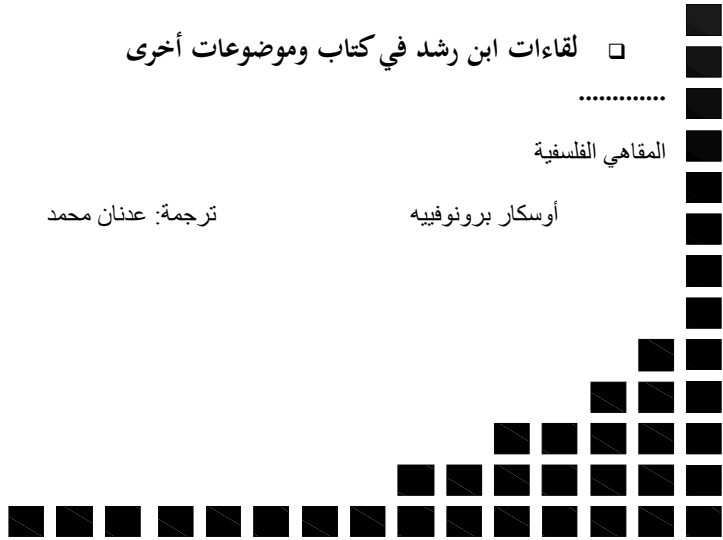 ❑ لقاءات ابن رشد في كتاب وموضوعات أخرى
.............
المقاهي الفلسفية
أوسكار برونوفييه ترجمة: عدنان محمد